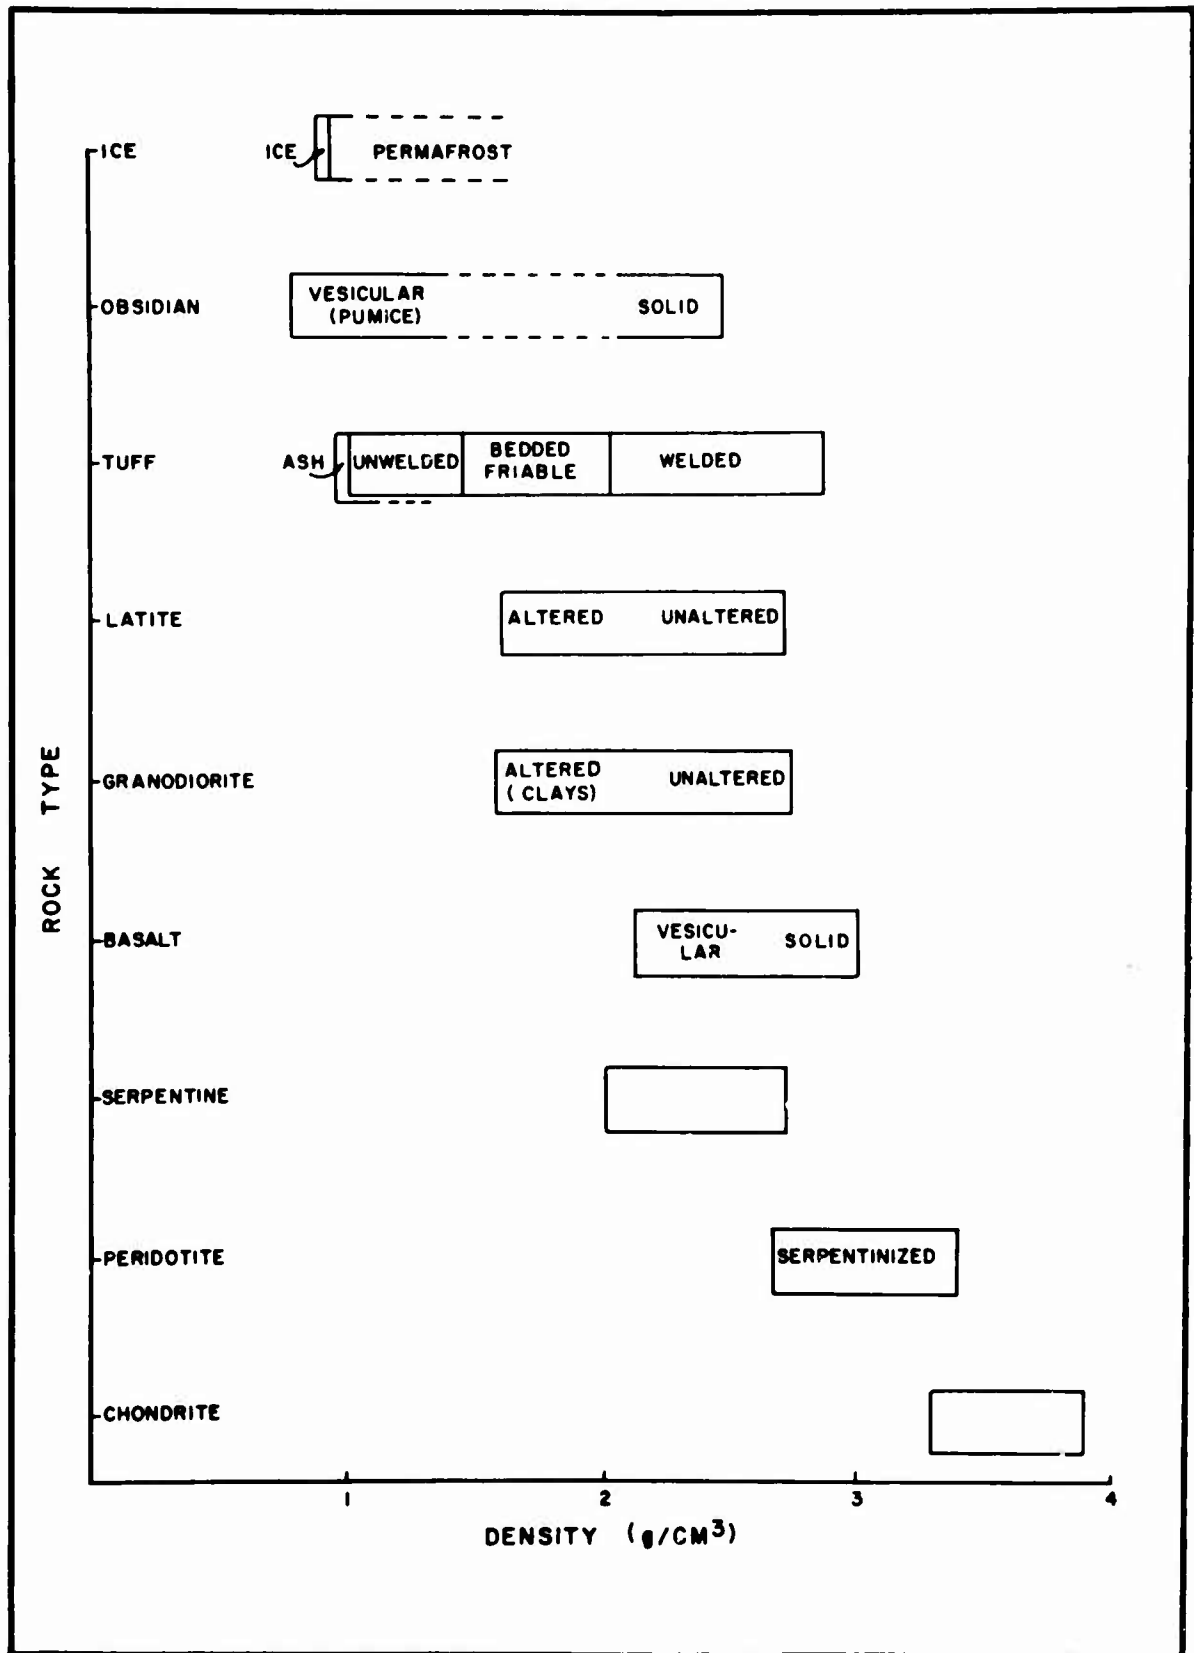 ICE
ICE
PERMAFROST
OBSIDIAN
VESICULAR
(PUMICE)
SOLID
TUFF
ASH
UNWELDED
BEDDED
FRIABLE
WELDED
LATITE
ALTERED
UNALTERED
GRANODIORITE
ALTERED
(CLAYS)
UNALTERED
BASALT
VESICU-
LAR
SOLID
SERPENTINE
PERIDOTITE
SERPENTINIZED
CHONDRITE
ROCK TYPE
1 2 3 4
DENSITY (g/CM³)